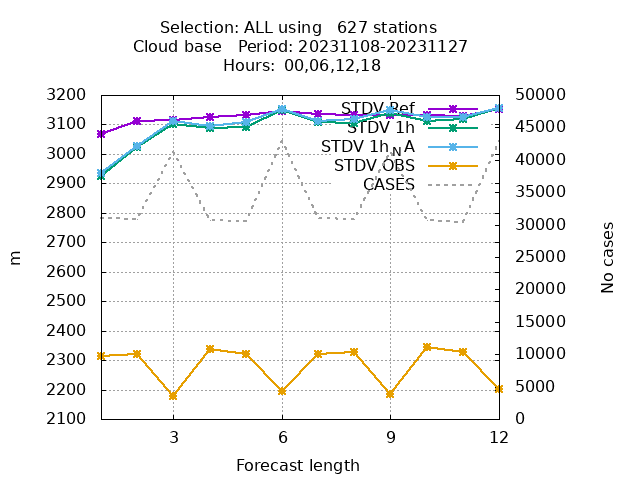 Selection: ALL using   627 stations
Cloud base   Period: 20231108-20231127
Hours:  00,06,12,18
3200
3100
3000
2900
2800
2700
2600
2500
2400
2300
2200
2100
m
STDV Ref
STDV 1h
STDV 1h_NA
STDV OBS
CASES
50000
45000
40000
35000
30000
25000
20000
15000
10000
5000
0
No cases
3 6 9 12
Forecast length